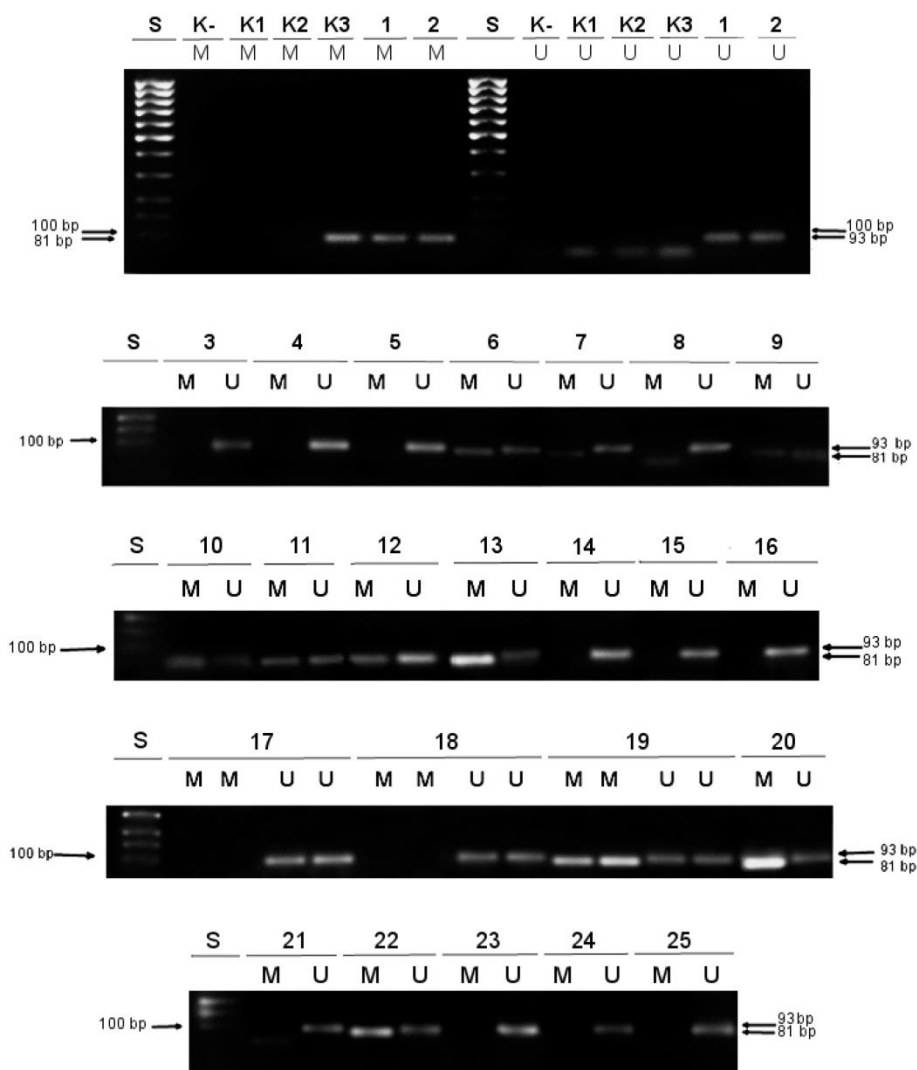 S K- K1 K2 K3 1 2 S K- K1 K2 K3 1 2
M M M M M M U U U U U U
100 bp 100 bp
81 bp 93 bp
S 3 4 5 6 7 8 9
M U M U M U M U M U M U M U
100 bp 93 bp
81 bp
S 10 11 12 13 14 15 16
M U M U M U M U M U M U M U
100 bp 93 bp
81 bp
S 17 18 19 20
M M U U M M U U M M U U M U
100 bp 93 bp
81 bp
S 21 22 23 24 25
M U M U M U M U M U
100 bp 93bp
81 bp